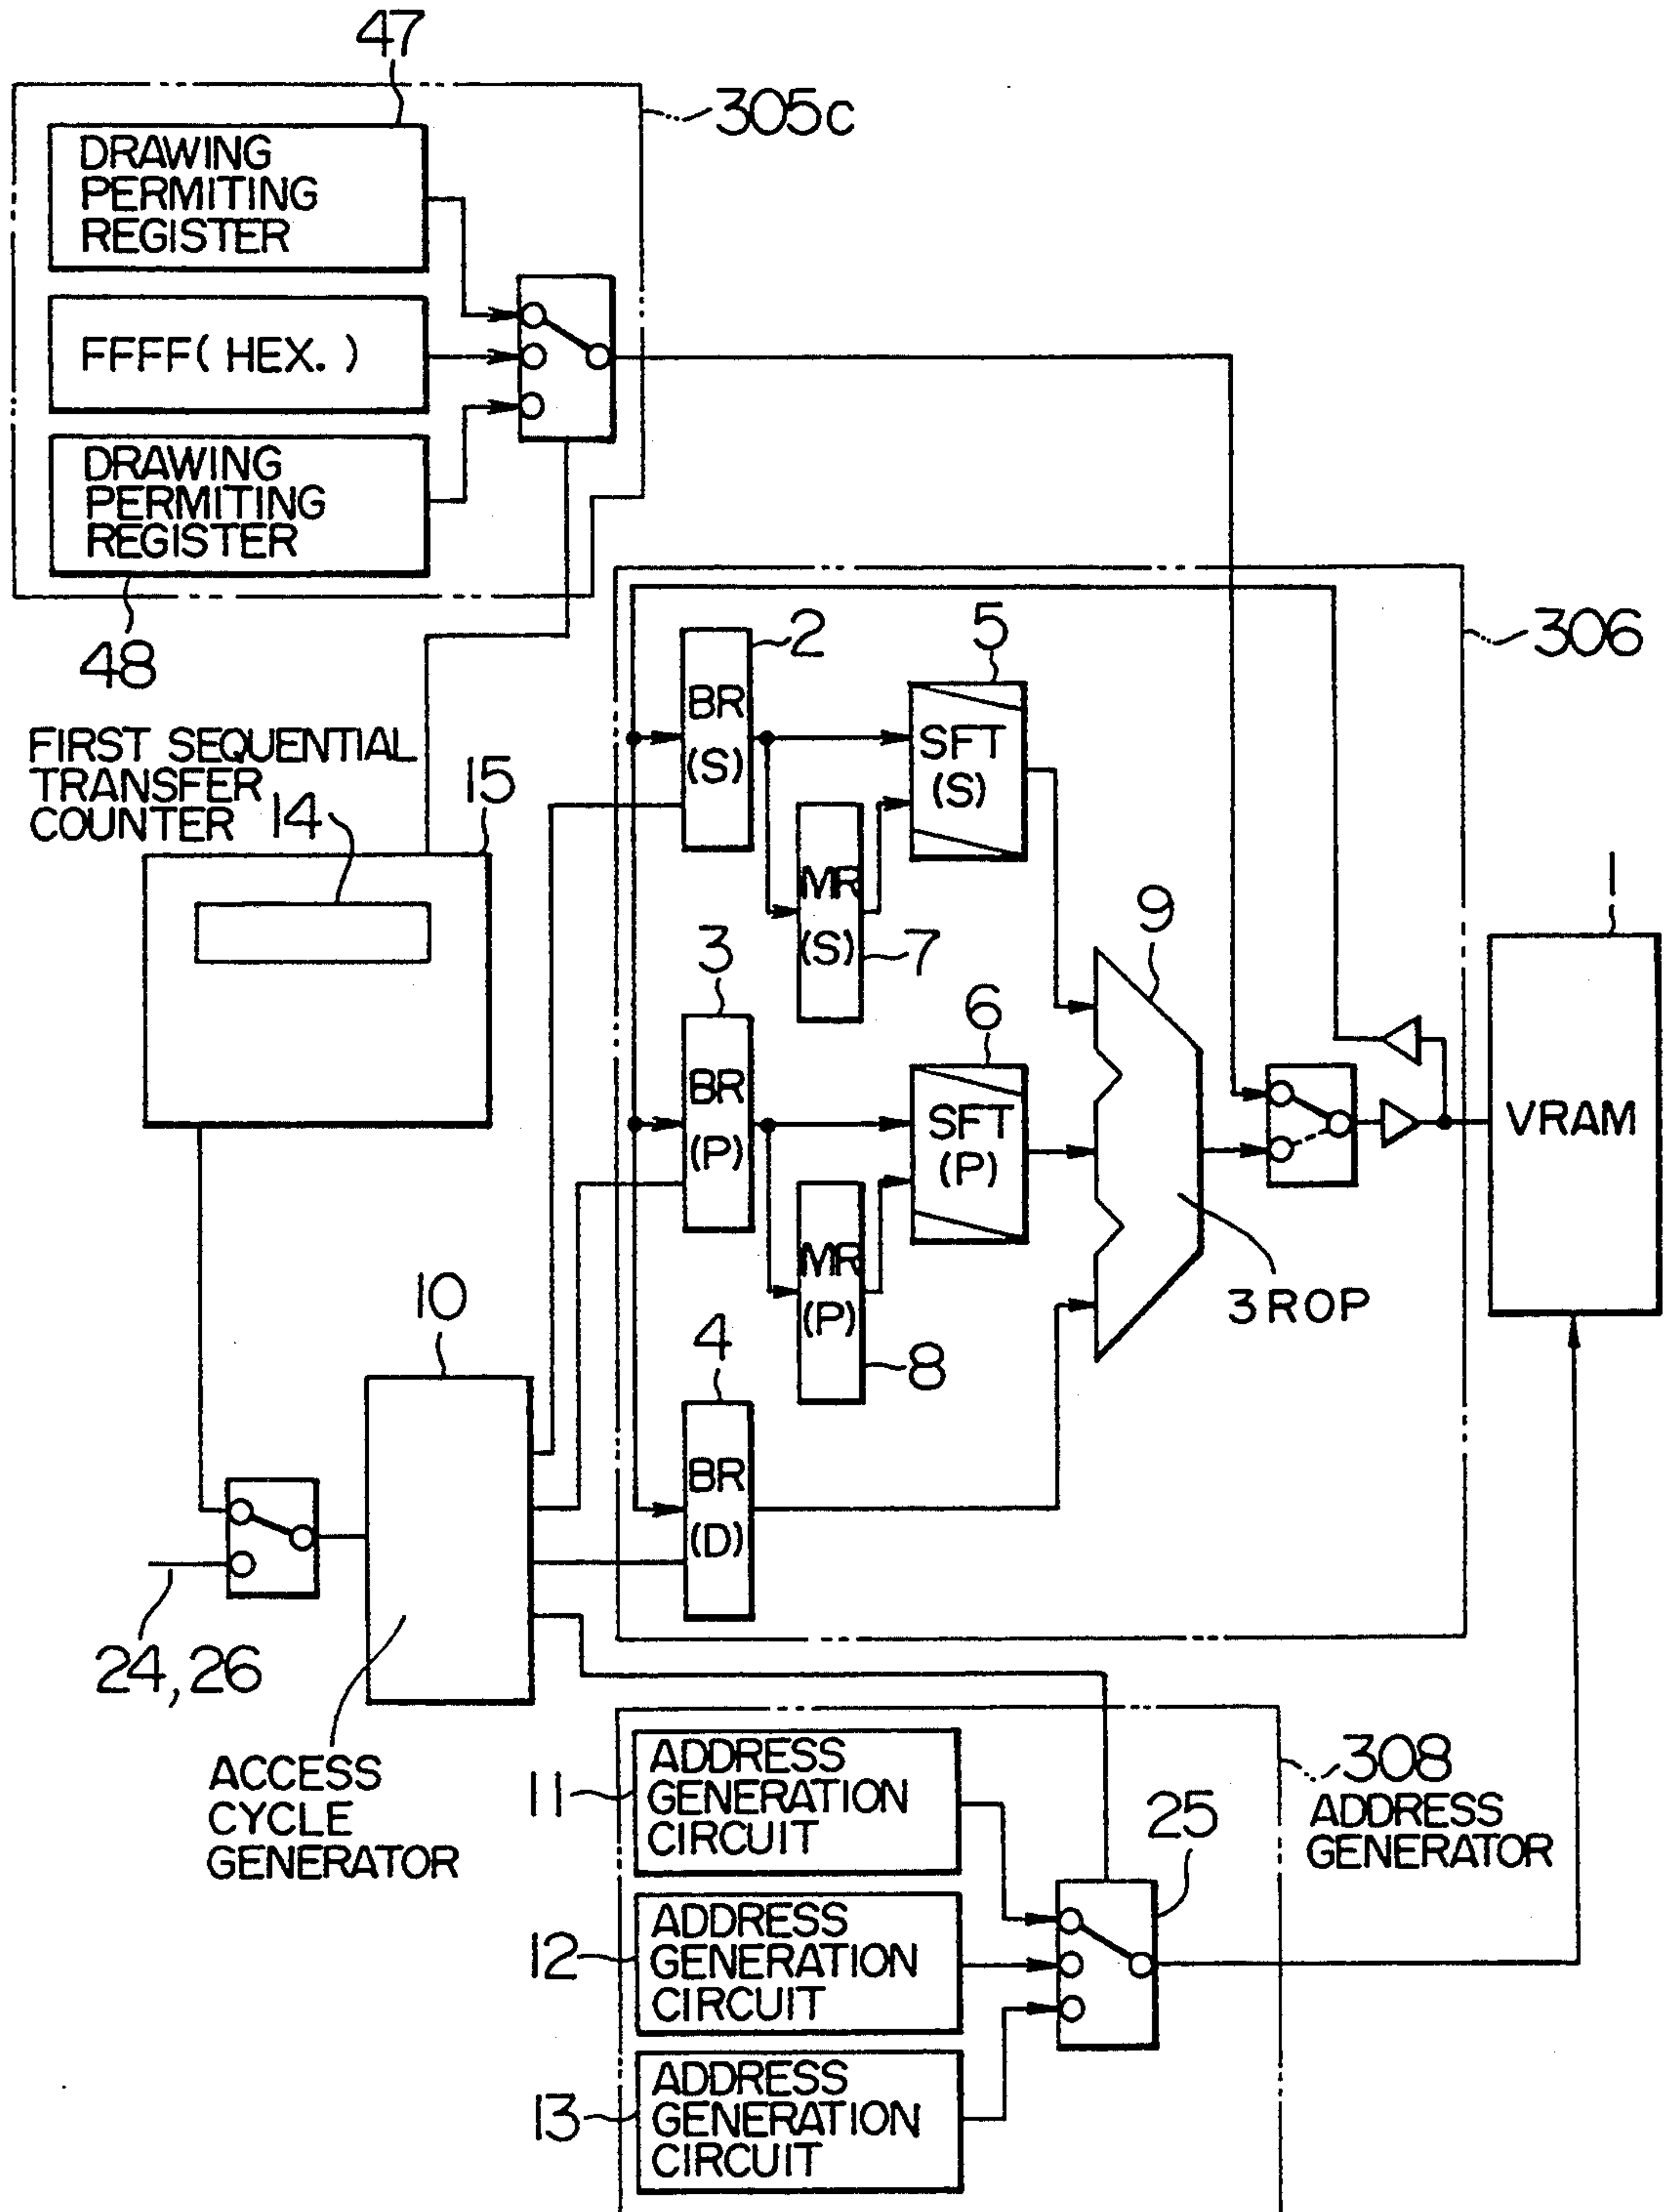 47
305c
DRAWING
PERMITING
REGISTER
FFFF( HEX. )
DRAWING
PERMITING
REGISTER
48
FIRST SEQUENTIAL
TRANSFER
COUNTER
14
15
2
BR
(S)
5
SFT
(S)
306
MR
(S)
7
3
BR
(P)
6
SFT
(P)
MR
(P)
8
9
3 ROP
1
VRAM
4
BR
(D)
10
24, 26
ACCESS
CYCLE
GENERATOR
11
ADDRESS
GENERATION
CIRCUIT
308
ADDRESS
GENERATOR
25
12
ADDRESS
GENERATION
CIRCUIT
13
ADDRESS
GENERATION
CIRCUIT